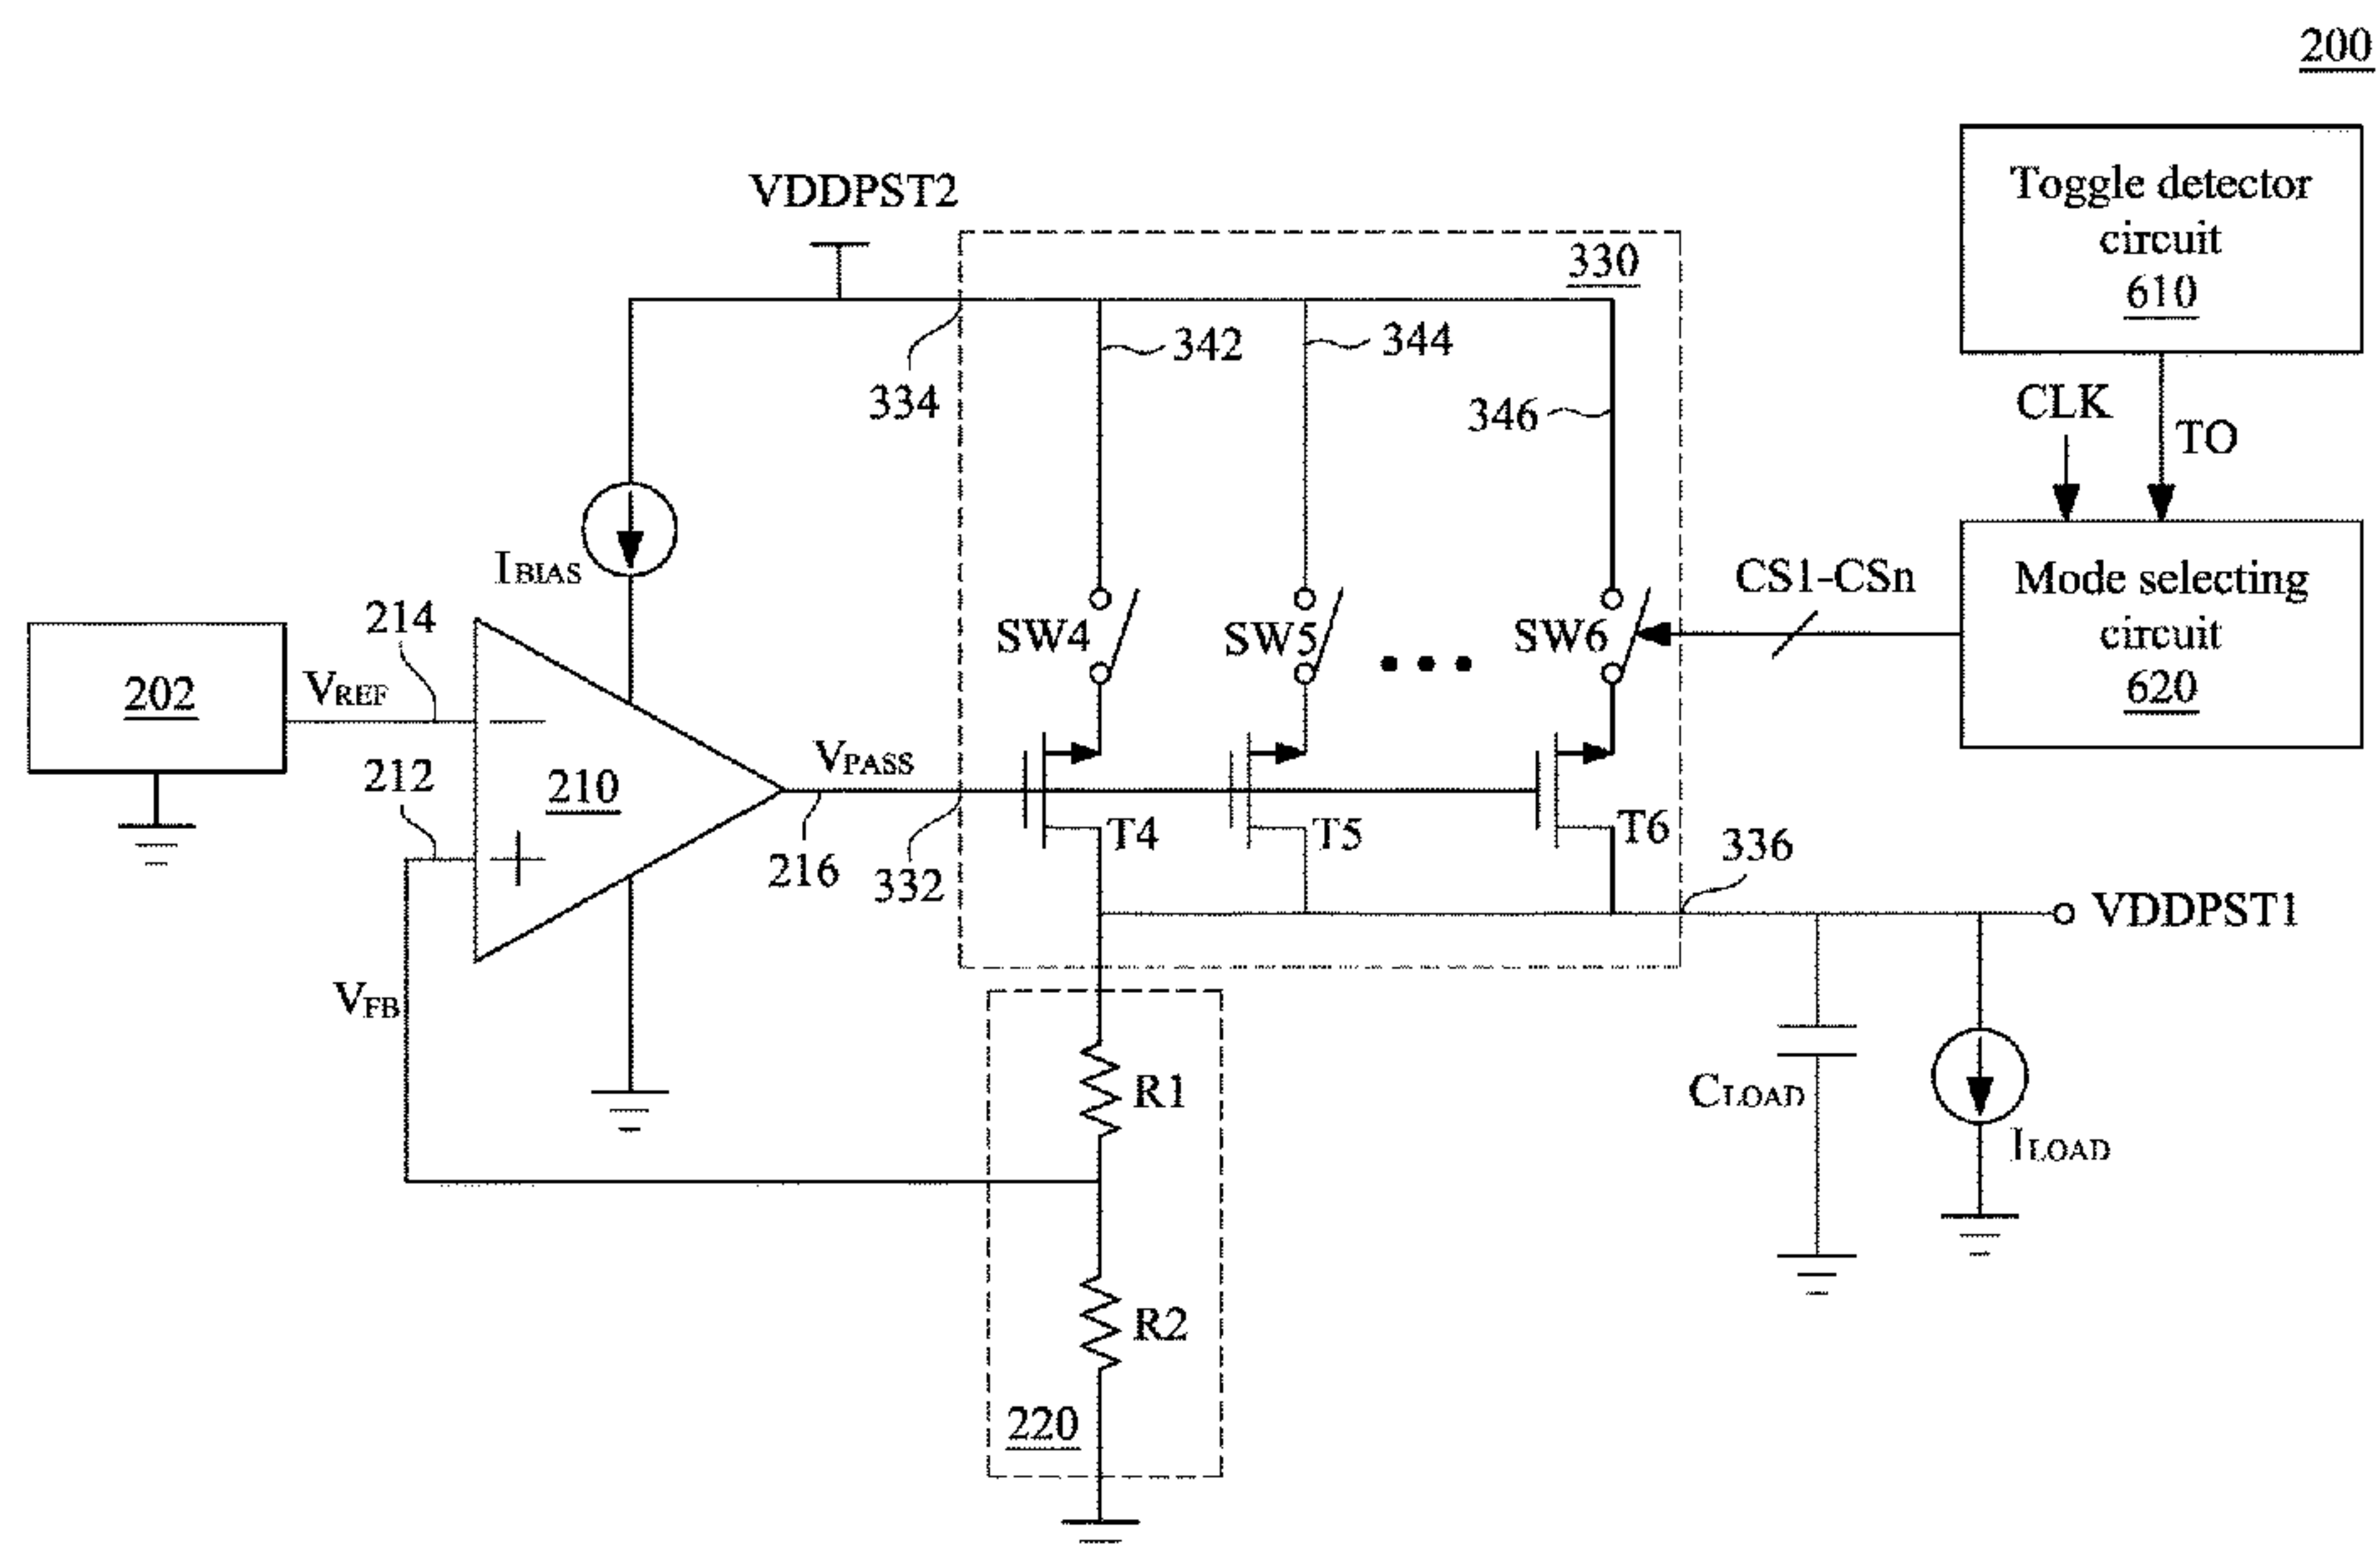 200
Toggle detector
circuit
610
VDDPST2
330
342
344
334
346
CLK
TO
IBIAS
CS1-CSn
Mode selecting
circuit
620
214
SW4
SW5
SW6
202
VREF
212
210
VPASS
T4
T5
T6
216
332
336
VDDPST1
VFB
R1
CLOAD
ILOAD
R2
220